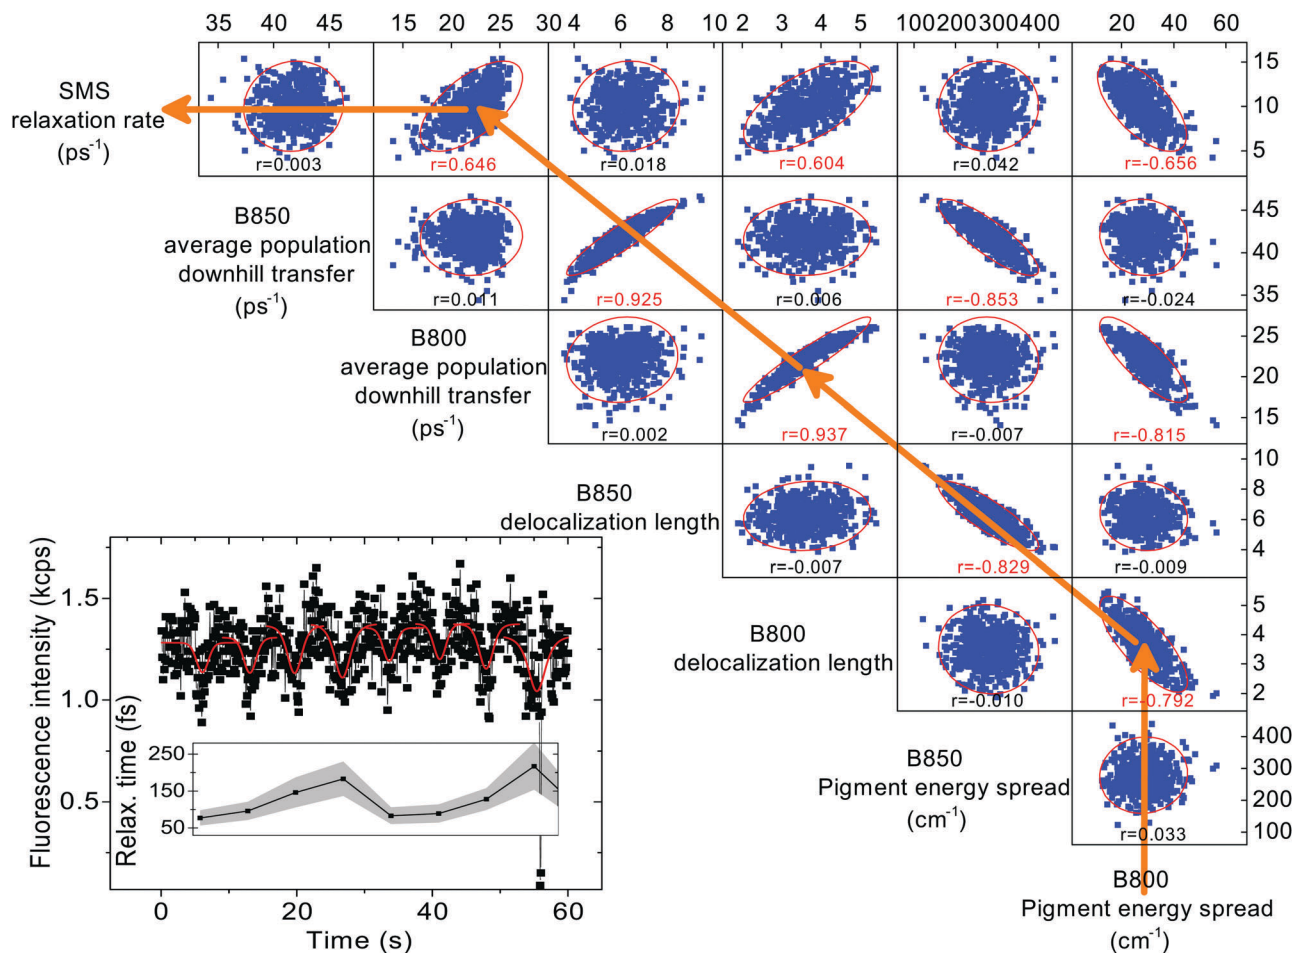 35 40 45 15 20 25 30 4 6 8 10 2 3 4 5 100 200 300 400 20 40 60
SMS
relaxation rate
(ps⁻¹)
r=0.003 r=0.646 r=0.018 r=0.604 r=0.042 r=-0.656
15
10
5
B850
average population
downhill transfer
(ps⁻¹)
r=0.011 r=0.925 r=0.006 r=-0.853 r=-0.024
45
40
35
B800
average population
downhill transfer
(ps⁻¹)
r=0.002 r=0.937 r=-0.007 r=-0.815
25
20
15
B850
delocalization length
r=-0.007 r=-0.829 r=-0.009
10
8
6
4
B800
delocalization length
r=-0.010 r=-0.792
5
4
3
2
B850
Pigment energy spread
(cm⁻¹)
r=0.033
400
300
200
100
B800
Pigment energy spread
(cm⁻¹)
Fluorescence intensity (kcps)
1.5
1.0
0.5
Relax. time (fs)
250
150
50
0 20 40 60
Time (s)